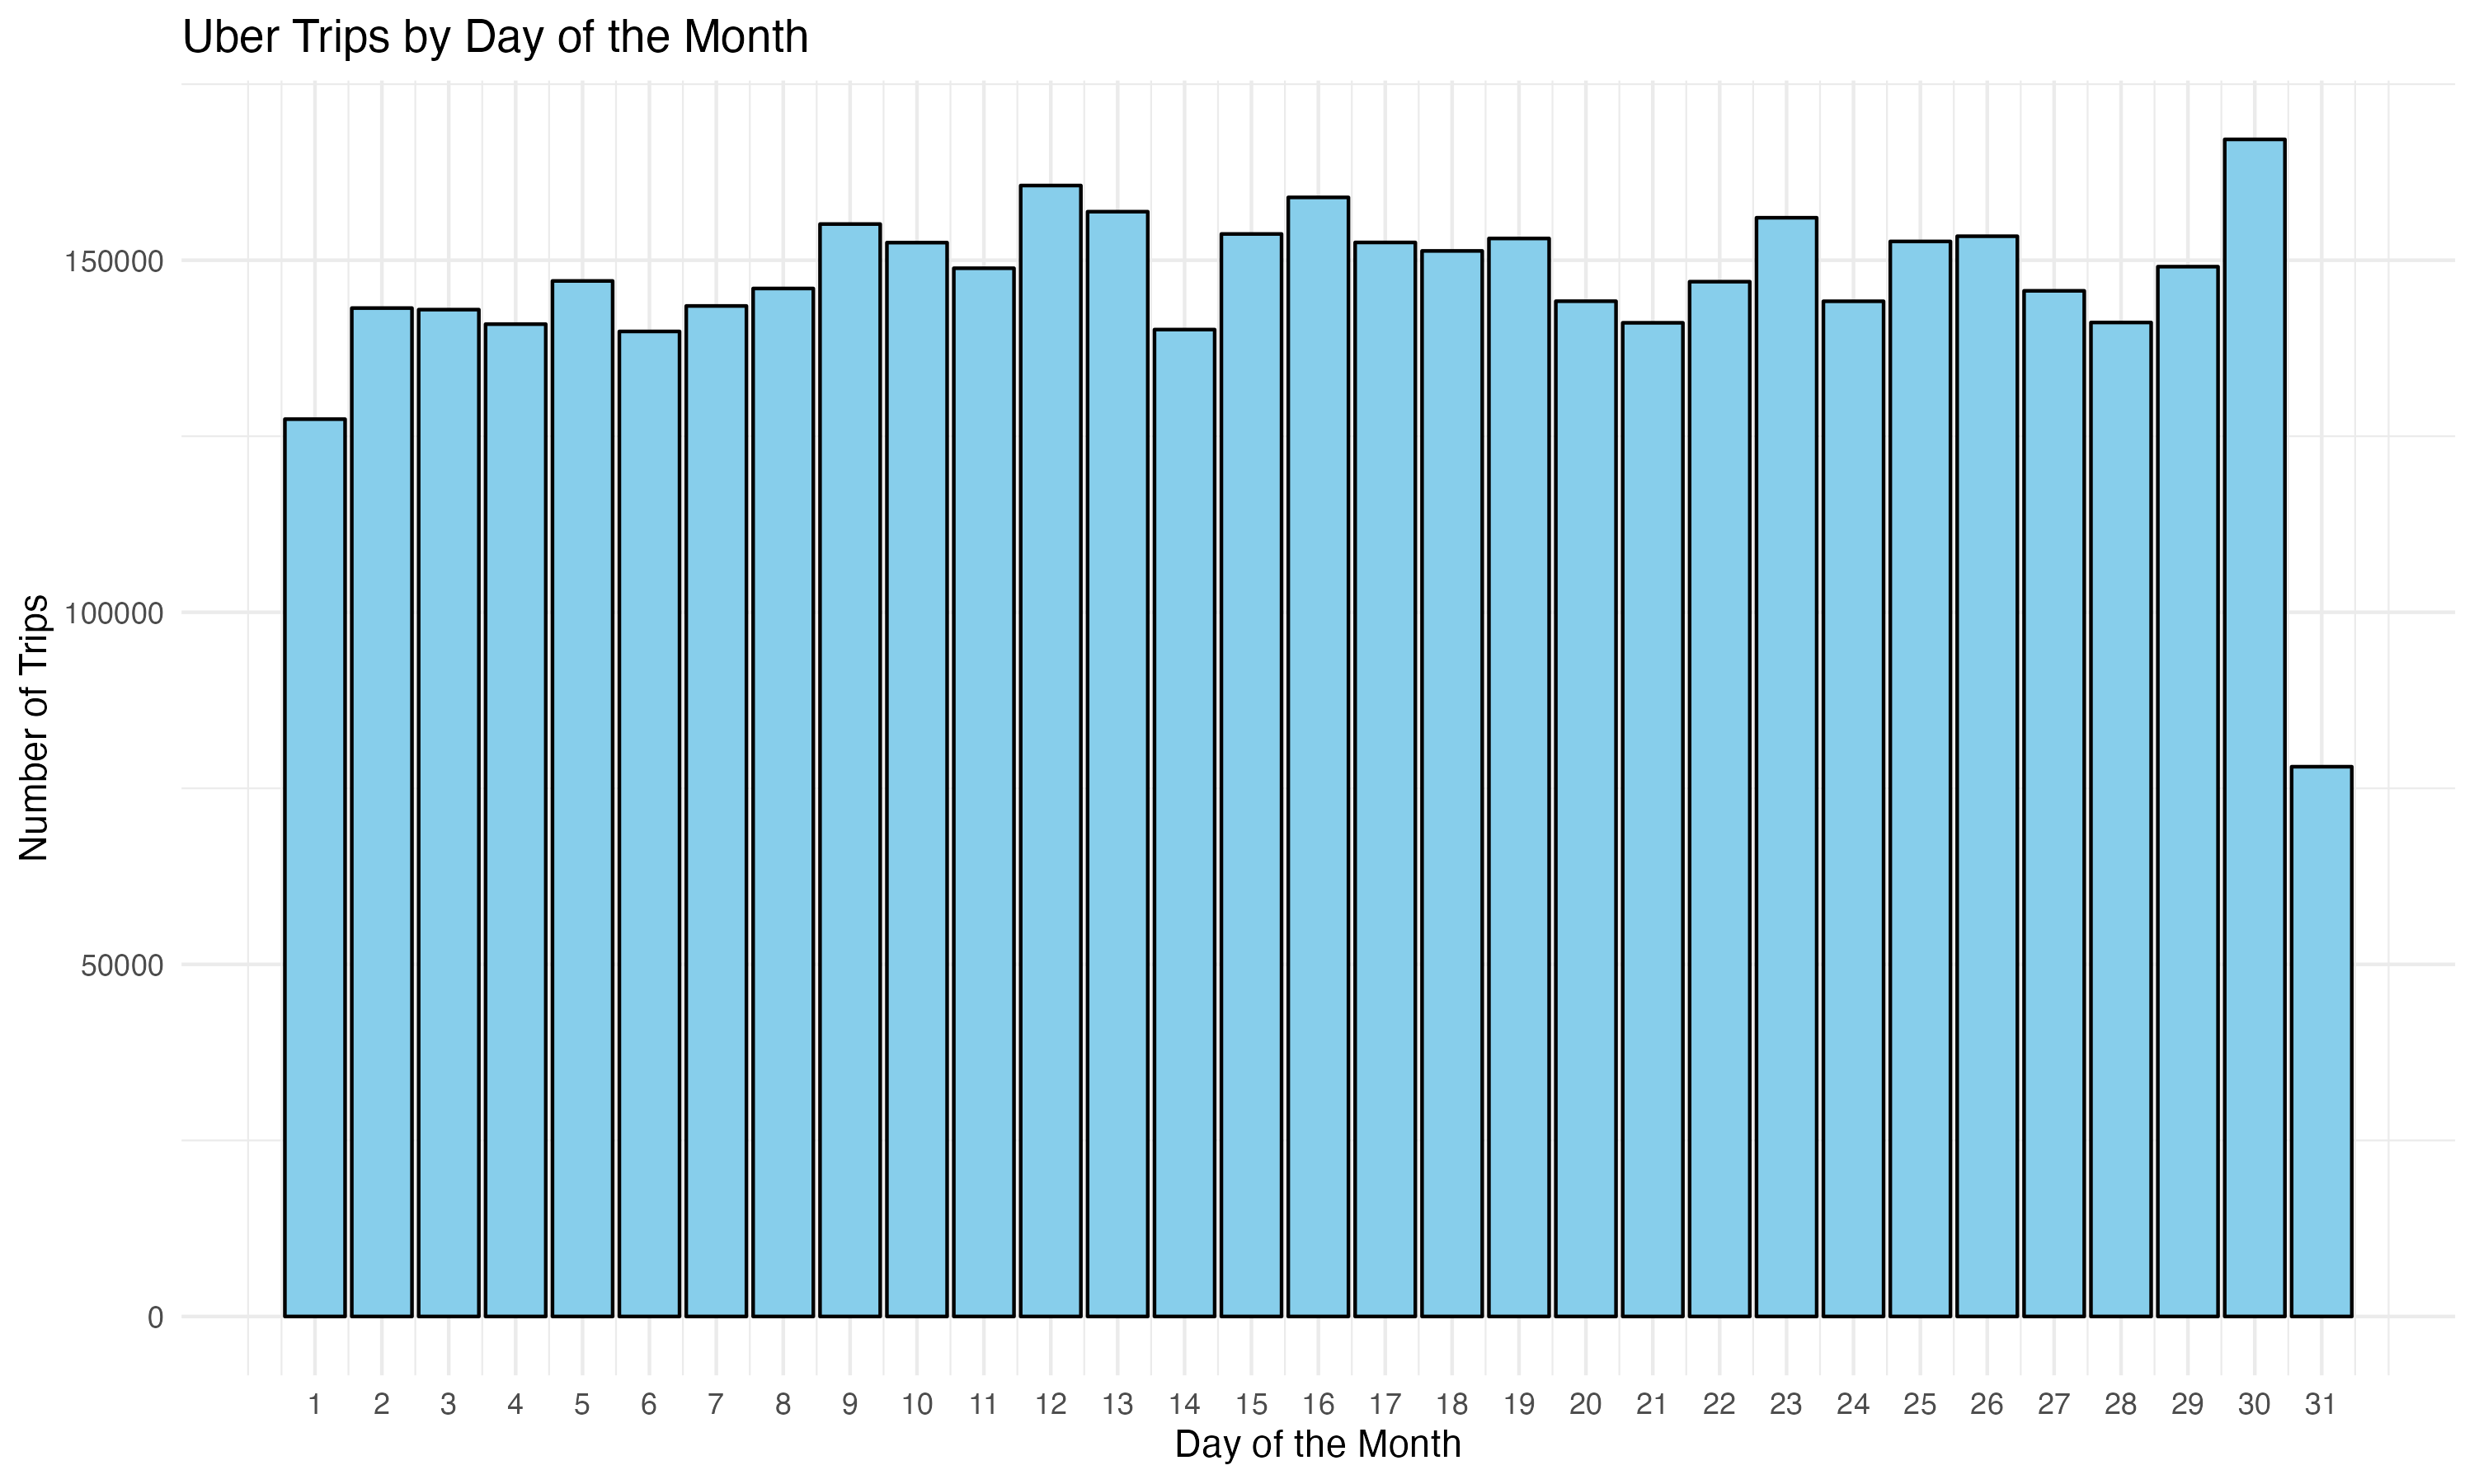 Uber Trips by Day of the Month
Number of Trips
150000
100000
50000
0
1 2 3 4 5 6 7 8 9 10 11 12 13 14 15 16 17 18 19 20 21 22 23 24 25 26 27 28 29 30 31
Day of the Month